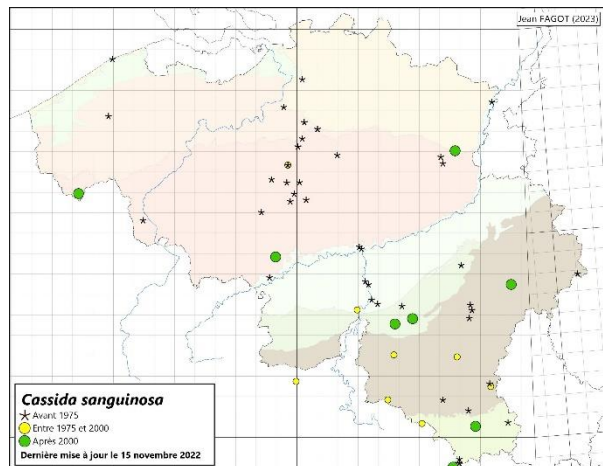 Jean FAGOT (2023)
Cassida sanguinosa
Avant 1975
Entre 1975 et 2000
Après 2000
Dernière mise à jour le 15 novembre 2022